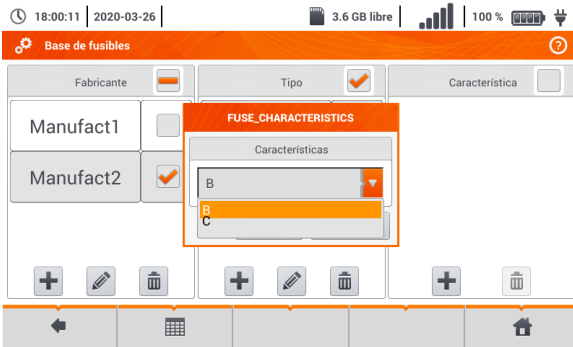 18:00:11 2020-03-26 3.6 GB libre 100 %
Base de fusibles ?
Fabricante Tipo Característica
FUSE_CHARACTERISTICS
Manufact1
Características
Manufact2
B
B
C